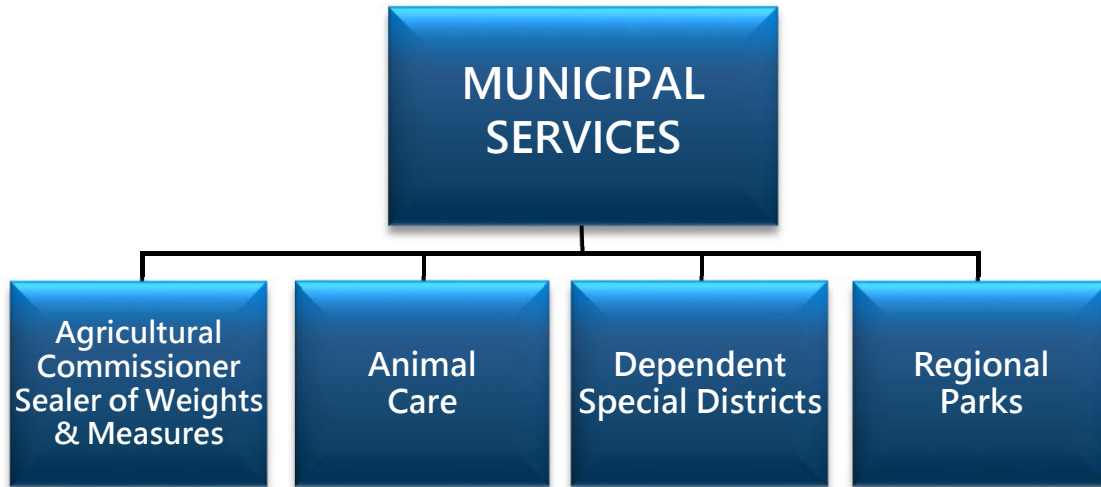 MUNICIPAL
SERVICES
Agricultural
Commissioner
Sealer of Weights
& Measures
Animal
Care
Dependent
Special Districts
Regional
Parks